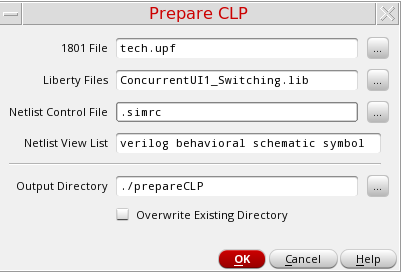 Prepare CLP
1801 File tech.upf ...
Liberty Files ConcurrentUI1_Switching.lib ...
Netlist Control File .simrc ...
Netlist View List verilog behavioral schematic symbol
Output Directory ./prepareCLP ...
Overwrite Existing Directory
OK Cancel Help